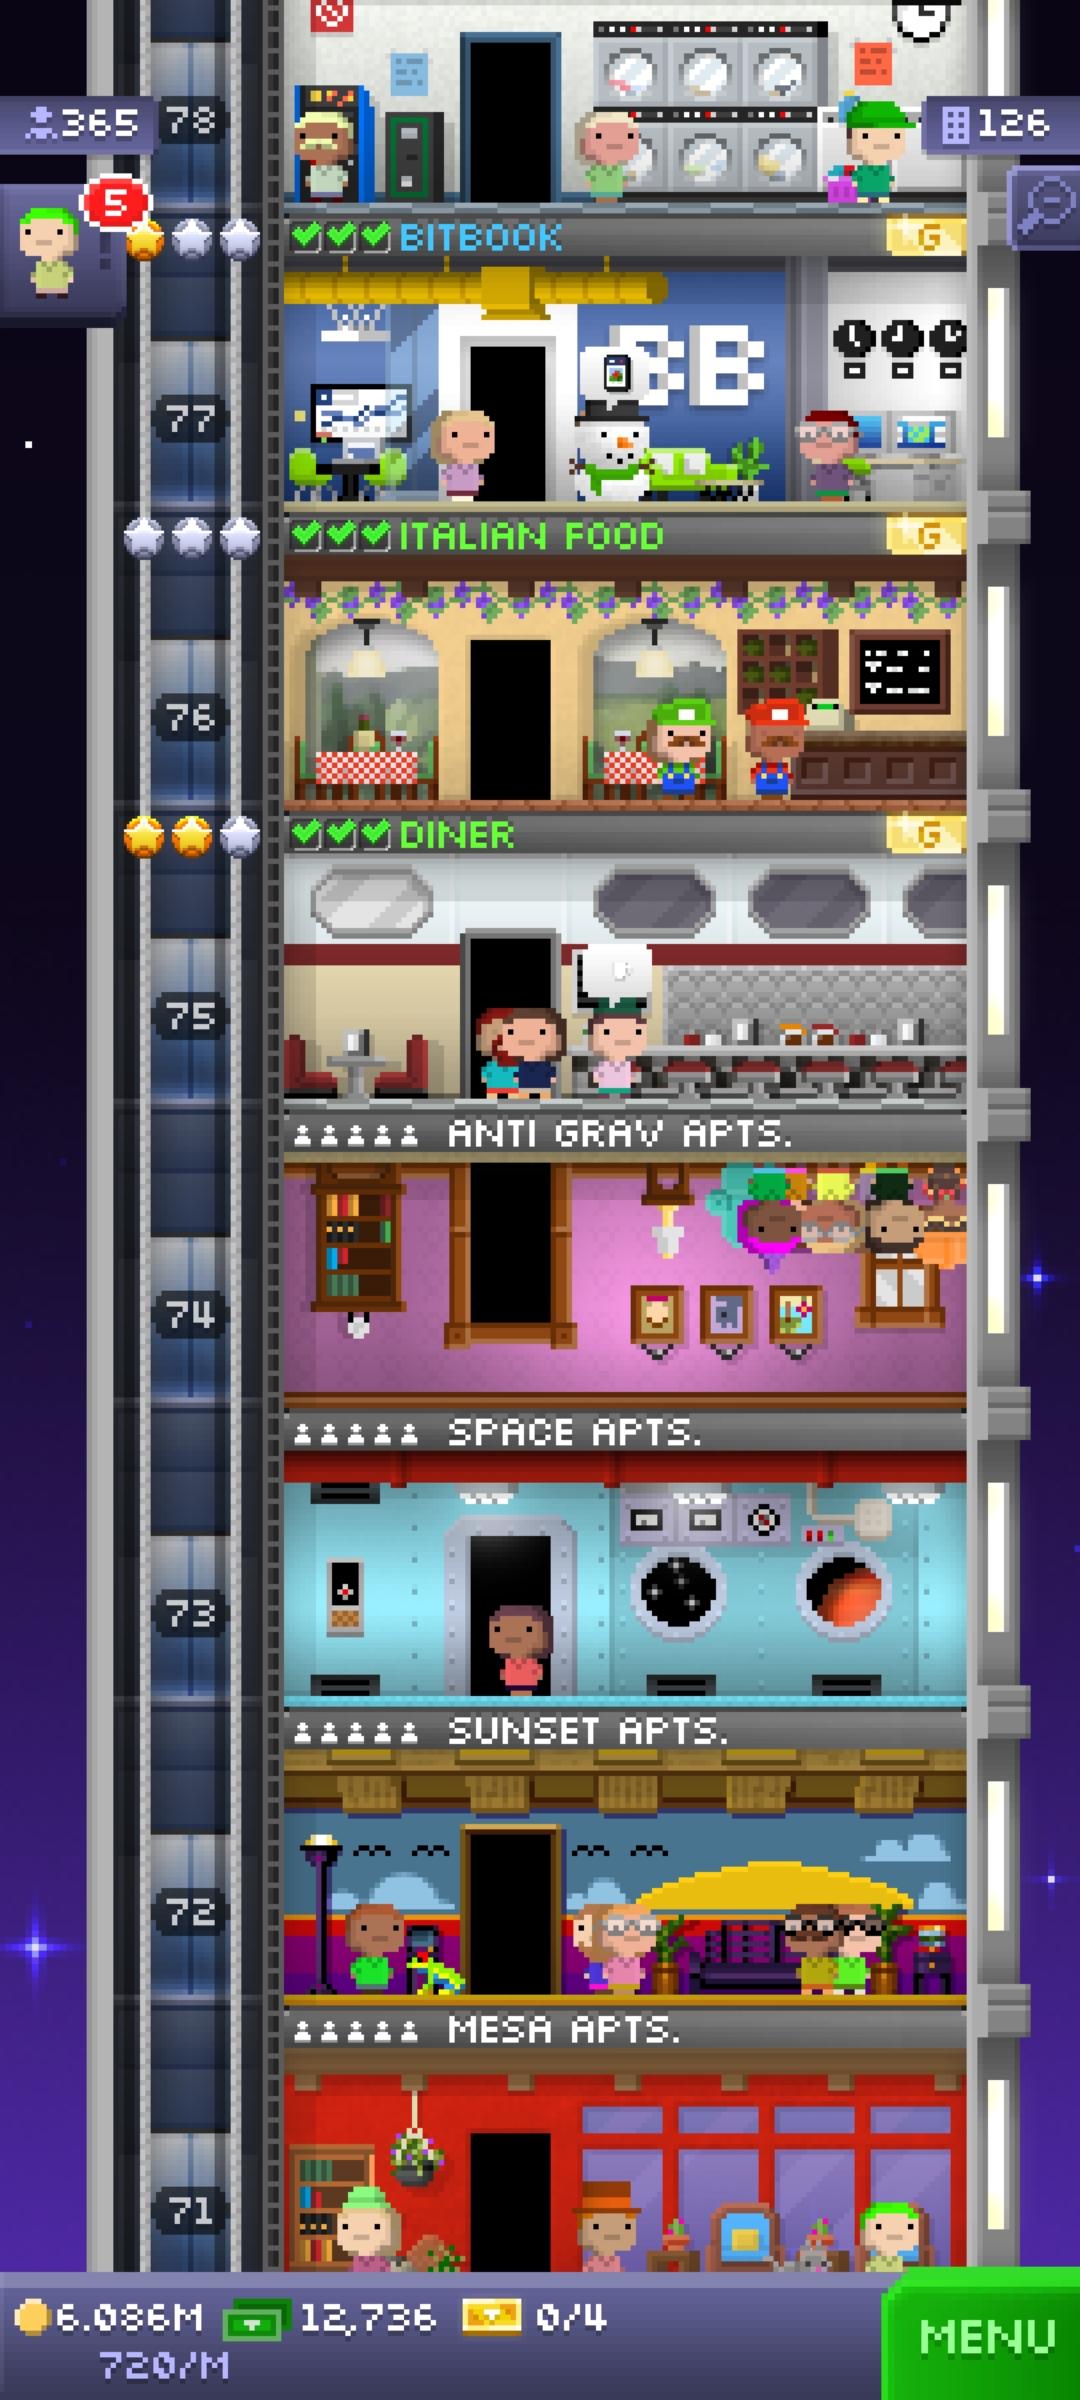 78
365
126
5
BITBOOK
G
BB
77
ITALIAN FOOD
G
76
DINER
G
75
ANTI GRAV APTS.
74
SPACE APTS.
73
SUNSET APTS.
72
MESA APTS.
71
6.086M
12,736
0/4
720/M
MENU